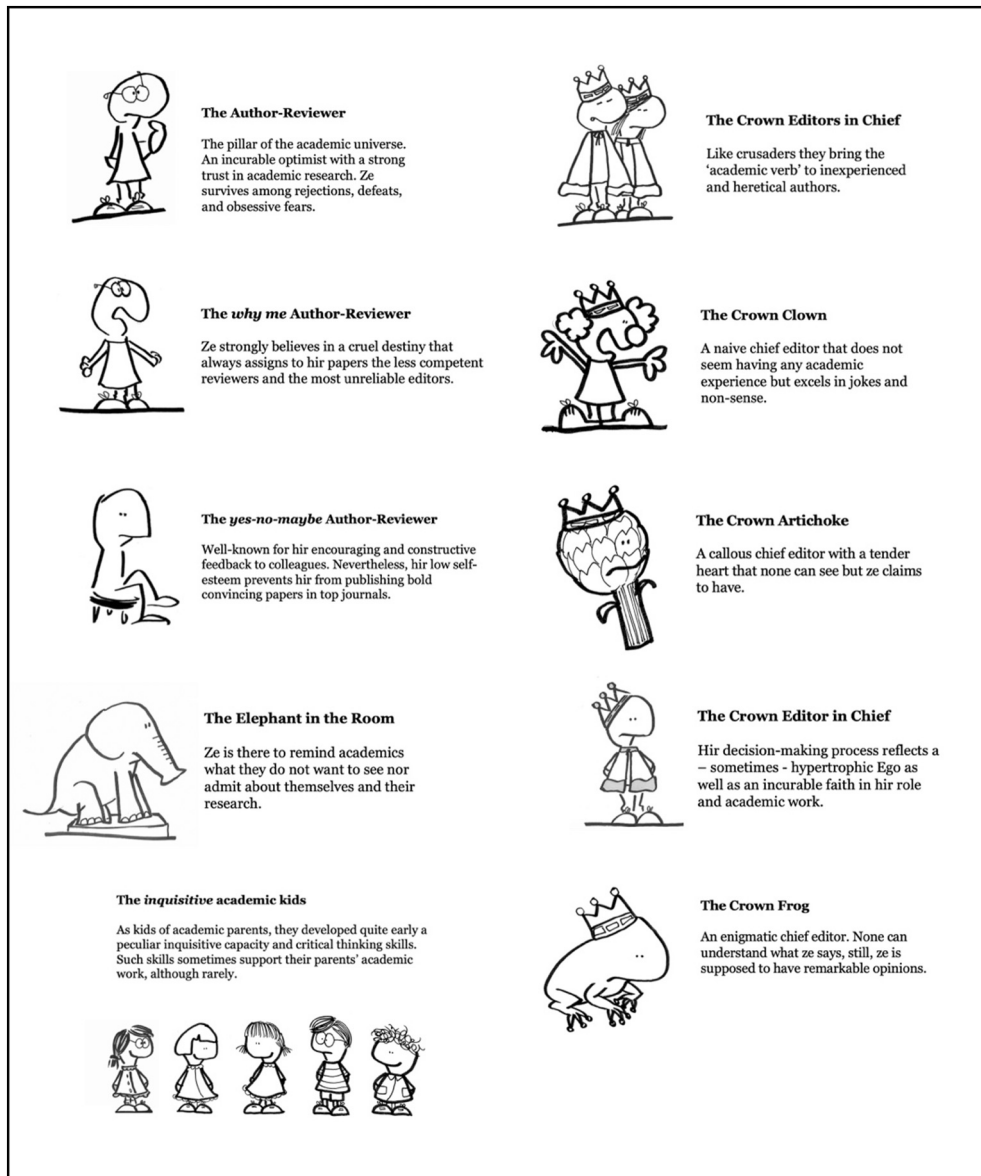 The Author-Reviewer
The pillar of the academic universe.
An incurable optimist with a strong
trust in academic research. Ze
survives among rejections, defeats,
and obsessive fears.
The why me Author-Reviewer
Ze strongly believes in a cruel destiny that
always assigns to hir papers the less competent
reviewers and the most unreliable editors.
The yes-no-maybe Author-Reviewer
Well-known for hir encouraging and constructive
feedback to colleagues. Nevertheless, hir low self-
esteem prevents hir from publishing bold
convincing papers in top journals.
The Elephant in the Room
Ze is there to remind academics
what they do not want to see nor
admit about themselves and their
research.
The inquisitive academic kids
As kids of academic parents, they developed quite early a
peculiar inquisitive capacity and critical thinking skills.
Such skills sometimes support their parents’ academic
work, although rarely.
The Crown Editors in Chief
Like crusaders they bring the
‘academic verb’ to inexperienced
and heretical authors.
The Crown Clown
A naive chief editor that does not
seem having any academic
experience but excels in jokes and
non-sense.
The Crown Artichoke
A callous chief editor with a tender
heart that none can see but ze claims
to have.
The Crown Editor in Chief
Hir decision-making process reflects a
– sometimes - hypertrophic Ego as
well as an incurable faith in hir role
and academic work.
The Crown Frog
An enigmatic chief editor. None can
understand what ze says, still, ze is
supposed to have remarkable opinions.